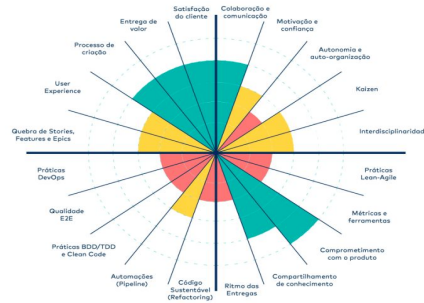 Satisfação
do cliente
Colaboração e
comunicação
Entrega de
valor
Motivação e
confiança
Processo de
criação
Autonomia e
auto-organização
User
Experience
Kaizen
Quebra de Stories,
Features e Epics
Interdisciplinarid
Práticas
DevOps
Práticas
Lean-Agile
Qualidade
E2E
Métricas e
ferramentas
Práticas BDD/TDD
e Clean Code
Comprometimento
com o produto
Automações
(Pipeline)
Código
Sustentável
(Refactoring)
Ritmo das
Entregas
Compartilhamento
de conhecimento